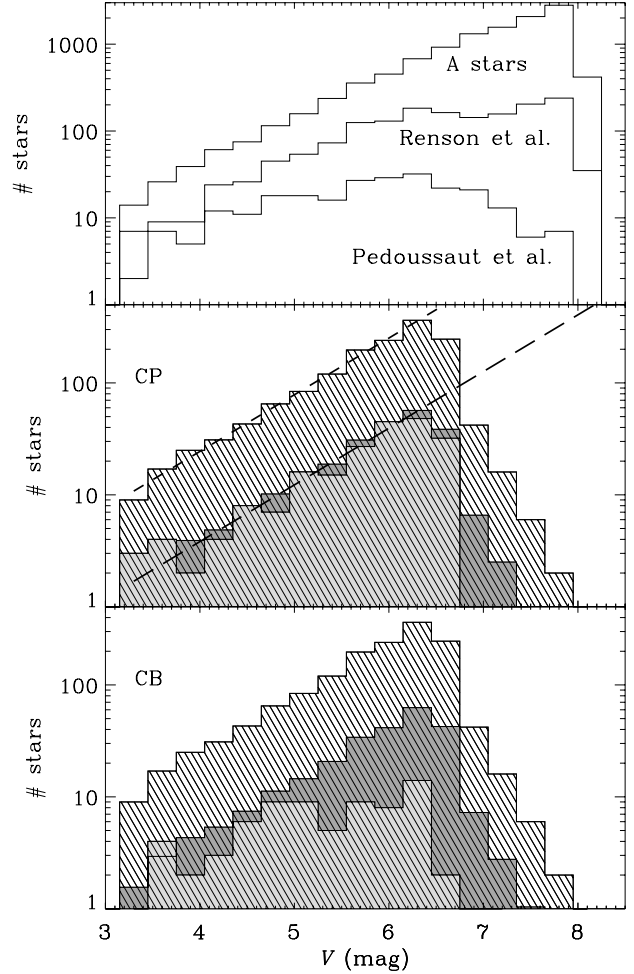 1000
100
10
1
# stars
A stars
Renson et al.
Pedoussaut et al.
CP
100
10
1
# stars
CB
100
10
1
# stars
3 4 5 6 7 8
V (mag)